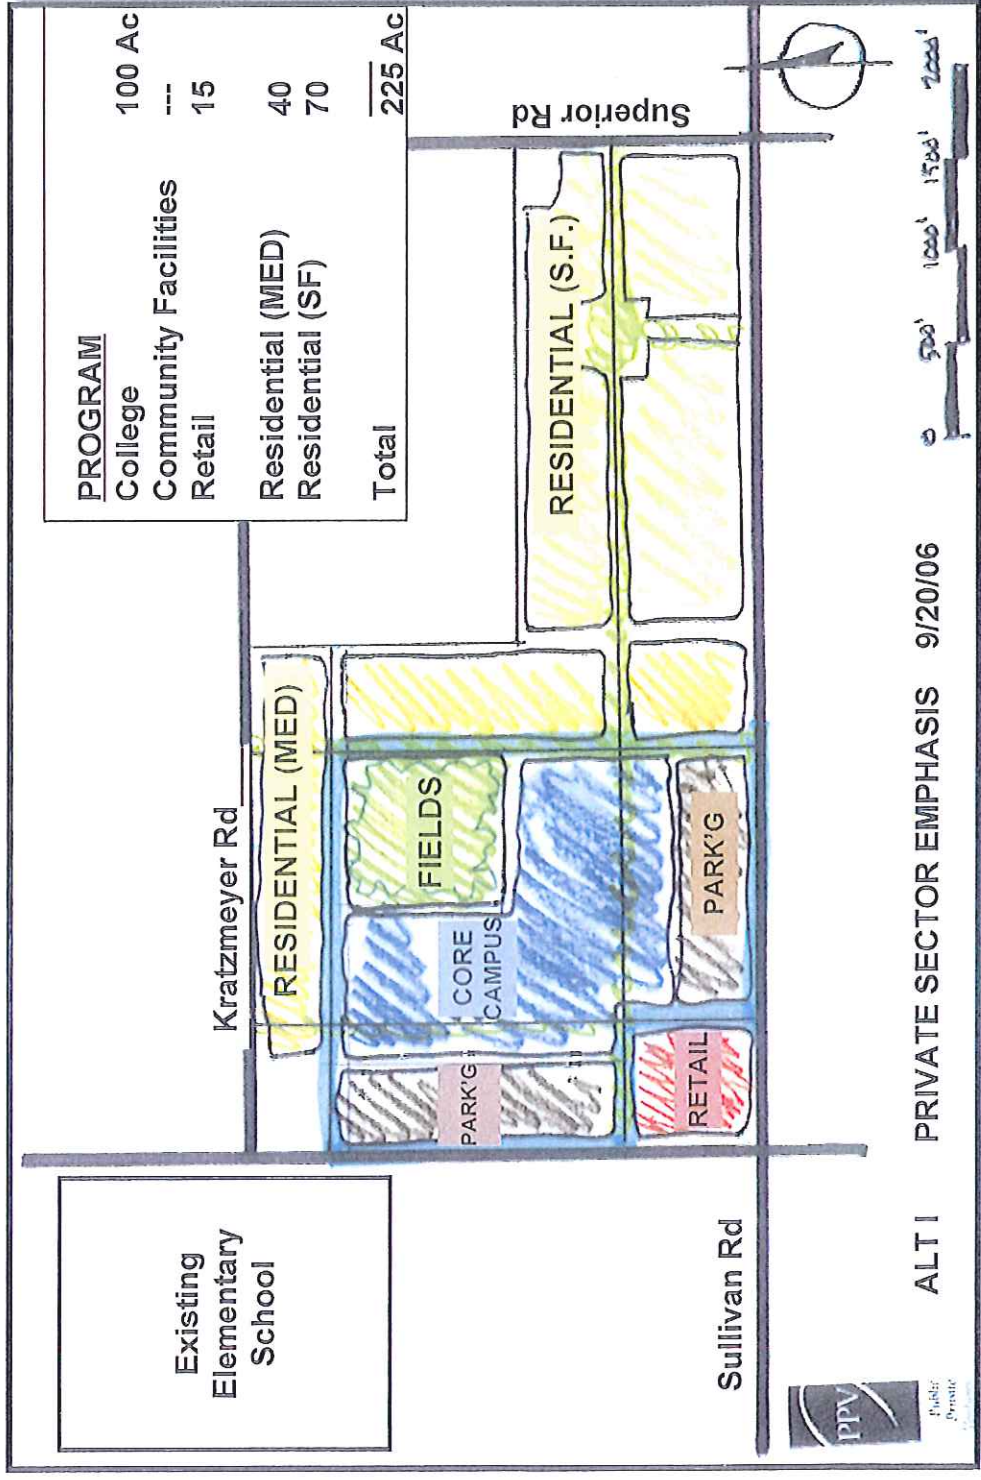 PROGRAM
College 100 Ac
Community Facilities ---
Retail 15
Residential (MED) 40
Residential (SF) 70
Total 225 Ac
Kratzmeyer Rd
Superior Rd
Existing
Elementary
School
RESIDENTIAL (MED)
FIELDS
CORE
CAMPUS
PARK'G
PARK'G
RETAIL
RESIDENTIAL (S.F.)
Sullivan Rd
0 500' 1000' 1500' 2000'
PPV
Public
Private
ALT I PRIVATE SECTOR EMPHASIS 9/20/06